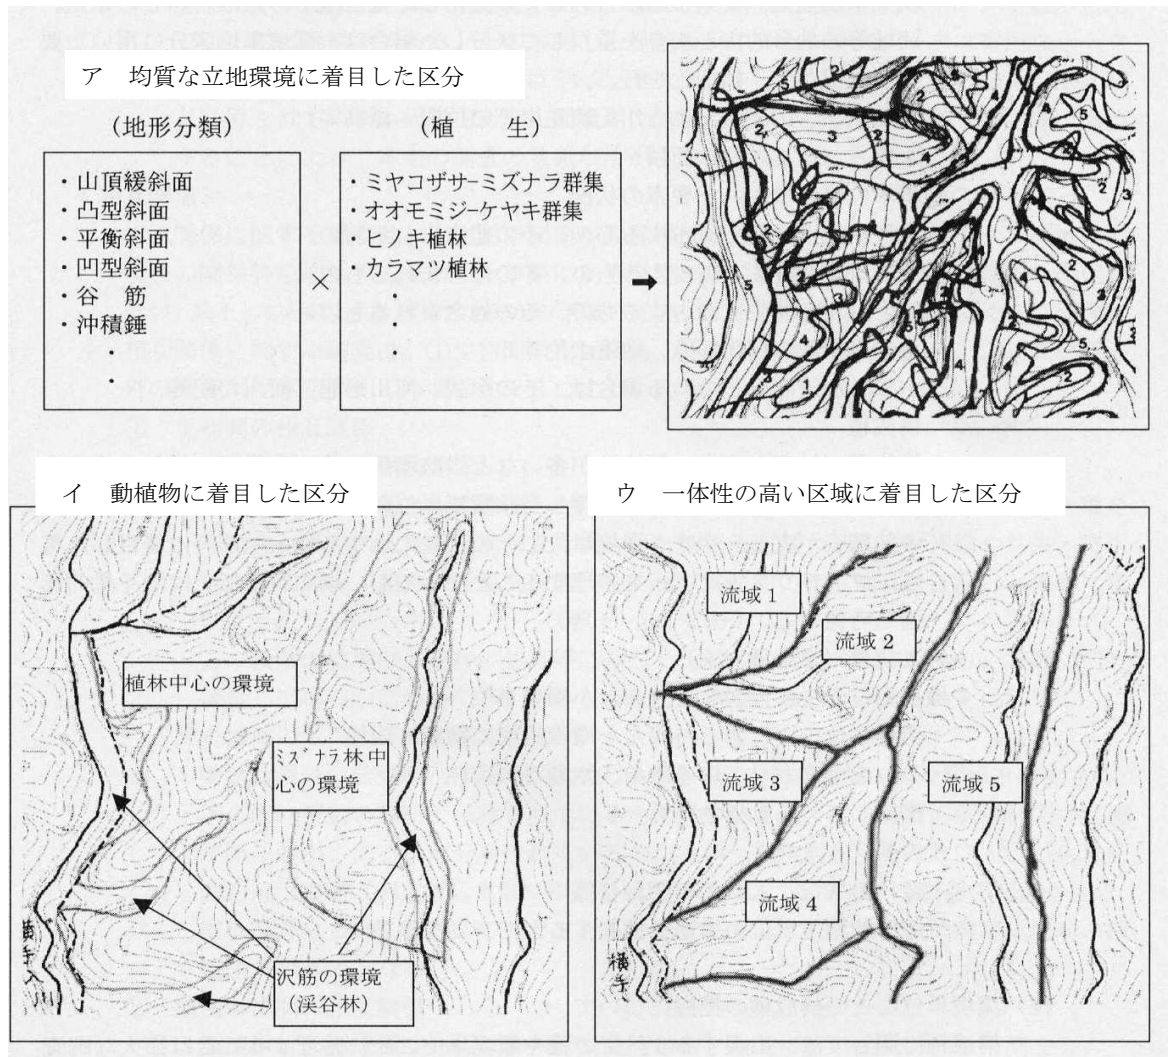 ア 均質な立地環境に着目した区分
(地形分類)
(植 生)
・山頂緩斜面
・凸型斜面
・平衡斜面
・凹型斜面
・谷 筋
・沖積錘
・
・
×
・ミヤコザサ-ミズナラ群集
・オオモミジ-ケヤキ群集
・ヒノキ植林
・カラマツ植林
・
・
・
イ 動植物に着目した区分
植林中心の環境
ミズナラ林中
心の環境
沢筋の環境
(渓谷林)
ウ 一体性の高い区域に着目した区分
流域1
流域2
流域3
流域5
流域4
横手